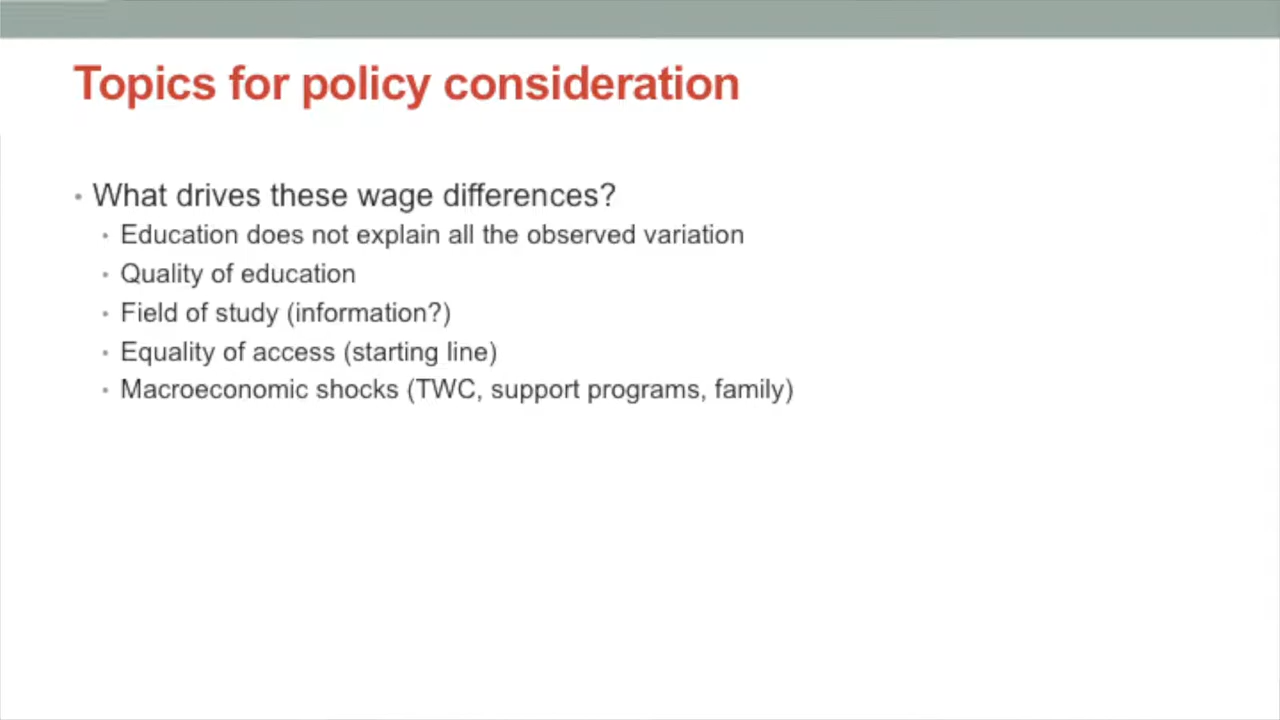 Topics for policy consideration
• What drives these wage differences?
• Education does not explain all the observed variation
• Quality of education
• Field of study (information?)
• Equality of access (starting line)
• Macroeconomic shocks (TWC, support programs, family)